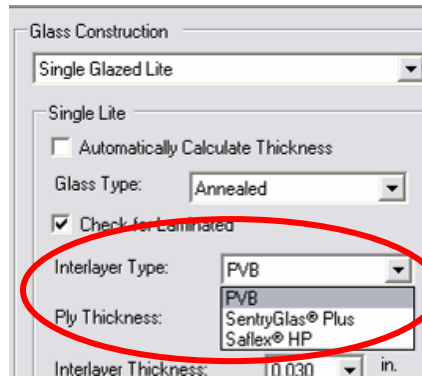 Glass Construction
Single Glazed Lite
Single Lite
Automatically Calculate Thickness
Glass Type: Annealed
Check for Laminated
Interlayer Type: PVB
PVB
Ply Thickness: SentryGlas® Plus
Saflex® HP
Interlayer Thickness: 0.030 in.